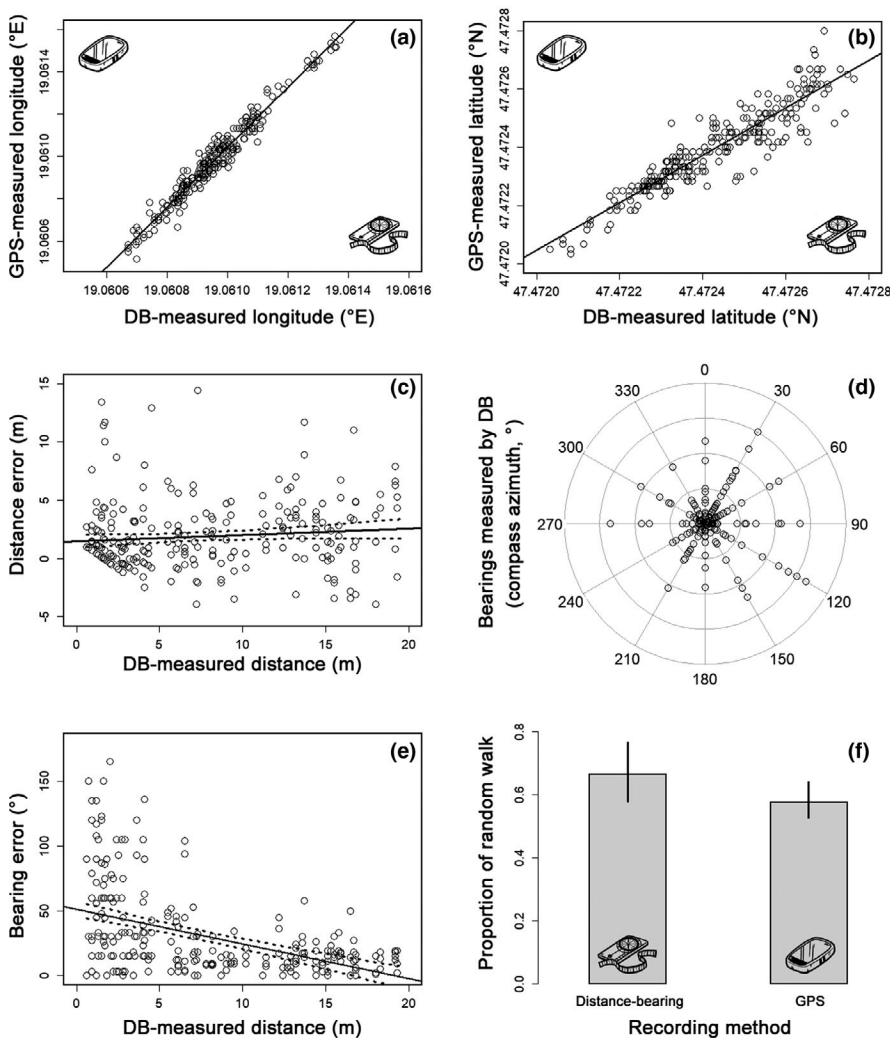 (a)
GPS-measured longitude (°E)
19.0614
19.0610
19.0606
19.0606 19.0608 19.0610 19.0612 19.0614 19.0616
DB-measured longitude (°E)
(b)
GPS-measured latitude (°N)
47.4728
47.4726
47.4724
47.4722
47.4720
47.4720 47.4722 47.4724 47.4726 47.4728
DB-measured latitude (°N)
(c)
Distance error (m)
15
10
5
0
-5
0 5 10 15 20
DB-measured distance (m)
(d)
Bearings measured by DB
(compass azimuth, °)
0
30
60
90
120
150
180
210
240
270
300
330
(e)
Bearing error (°)
150
100
50
0
0 5 10 15 20
DB-measured distance (m)
(f)
Proportion of random walk
0.8
0.6
0.4
0.2
0.0
Distance-bearing GPS
Recording method